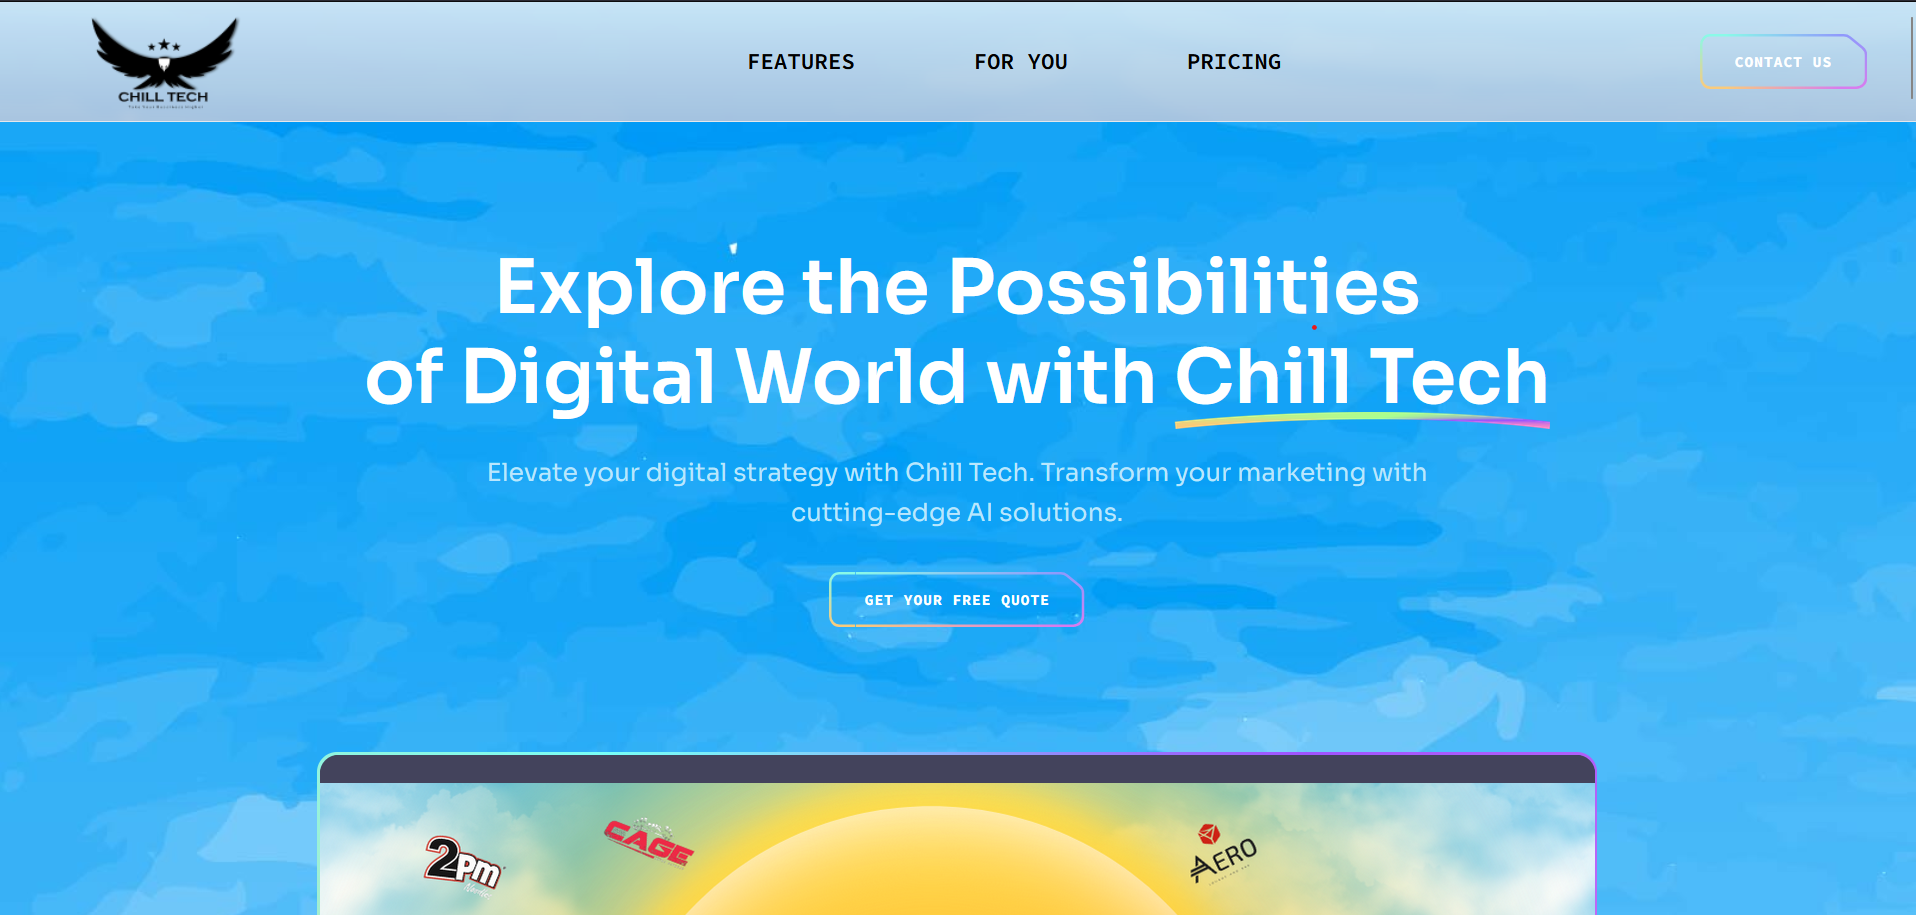 CHILL TECH
FEATURES
FOR YOU
PRICING
CONTACT US
Explore the Possibilities
of Digital World with Chill Tech
Elevate your digital strategy with Chill Tech. Transform your marketing with
cutting-edge AI solutions.
GET YOUR FREE QUOTE
2Pm
CAGE
AERO